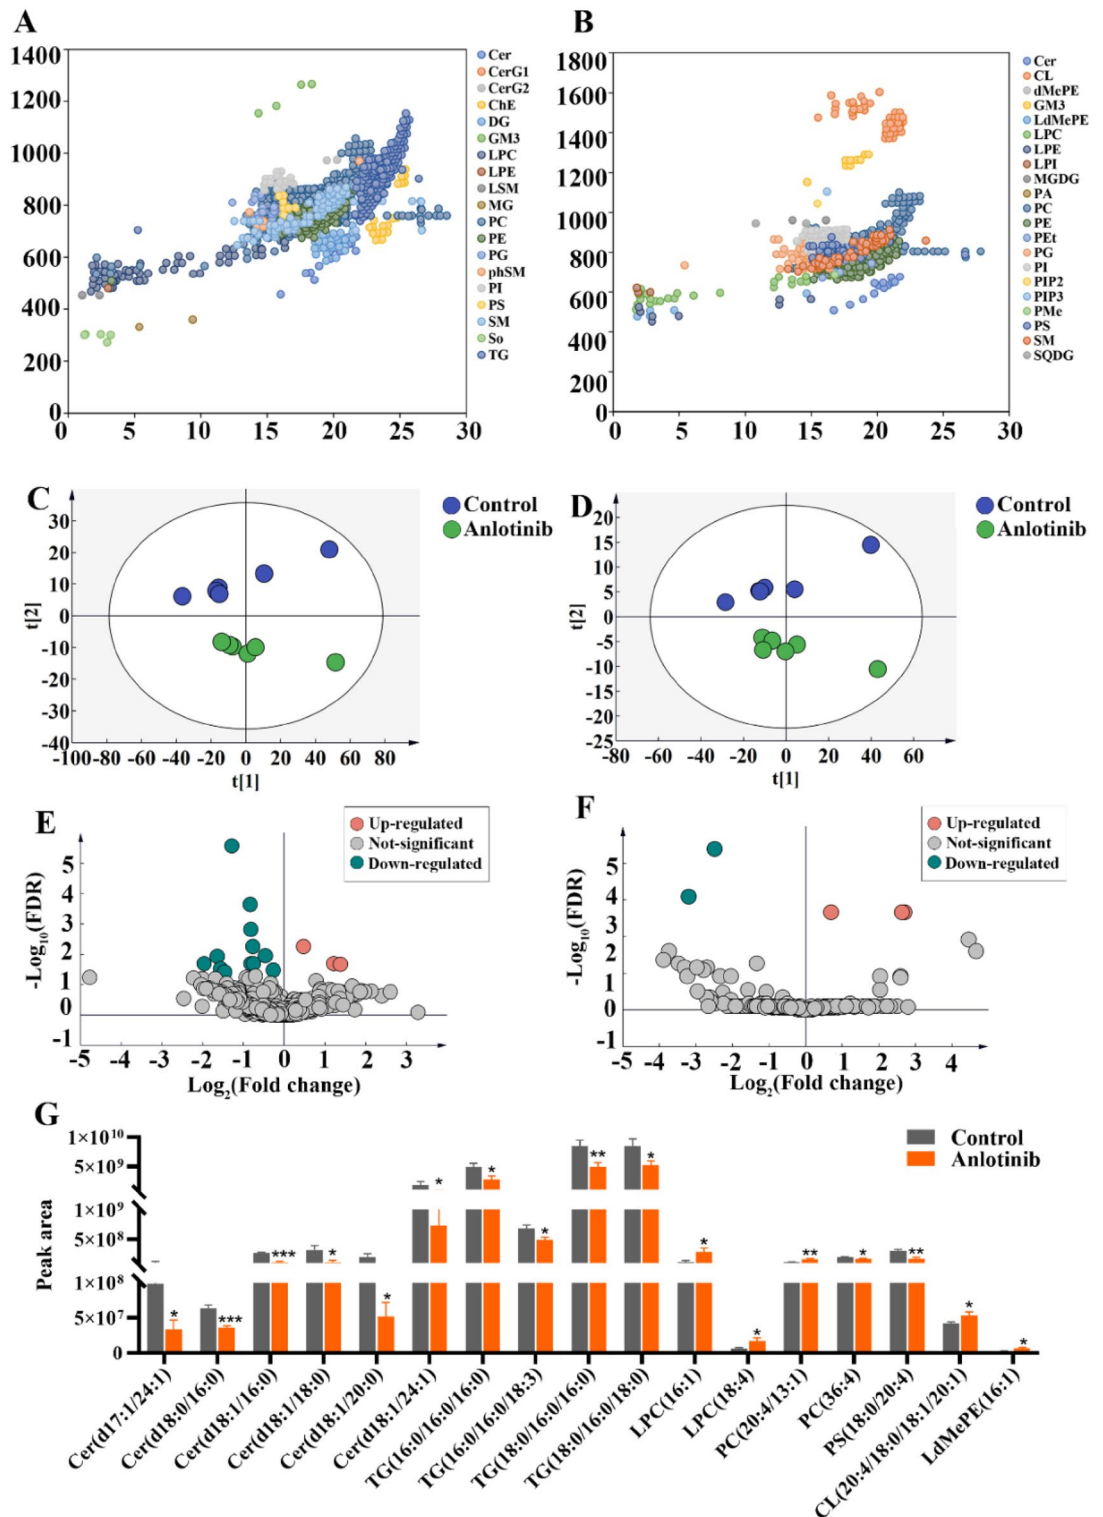 A
1400
1200
1000
800
600
400
200
0
0 5 10 15 20 25 30
Cer
CerG1
CerG2
ChE
DG
GM3
LPC
LPE
LSM
MG
PC
PE
PG
phSM
PI
PS
SM
So
TG
B
1800
1600
1400
1200
1000
800
600
400
200
0
0 5 10 15 20 25 30
Cer
CL
dMePE
GM3
LdMePE
LPC
LPE
LPI
MGDG
PA
PC
PE
PEt
PG
PI
PIP2
PIP3
PMe
PS
SM
SQDG
C
30
20
10
0
-10
-20
-30
-40
t[2]
-100 -80 -60 -40 -20 0 20 40 60 80
t[1]
Control
Anlotinib
D
20
15
10
5
0
-5
-10
-15
-20
-25
t[2]
-80 -60 -40 -20 0 20 40 60
t[1]
Control
Anlotinib
E
Up-regulated
Not-significant
Down-regulated
5
4
3
2
1
0
-1
-Log10(FDR)
-5 -4 -3 -2 -1 0 1 2 3
Log2(Fold change)
F
Up-regulated
Not-significant
Down-regulated
5
4
3
2
1
0
-1
-Log10(FDR)
-5 -4 -3 -2 -1 0 1 2 3 4
Log2(Fold change)
G
Control
Anlotinib
Peak area
1×10^10
5×10^9
1×10^9
5×10^8
1×10^8
5×10^7
0
* *** *** * * * * * ** * * * ** * ** * *
Cer(d17:1/24:1)
Cer(d18:0/16:0)
Cer(d18:1/16:0)
Cer(d18:1/18:0)
Cer(d18:1/20:0)
Cer(d18:1/24:1)
TG(16:0/16:0/16:0)
TG(16:0/16:0/18:3)
TG(18:0/16:0/16:0)
TG(18:0/16:0/18:0)
LPC(16:1)
LPC(18:4)
PC(20:4/13:1)
PC(36:4)
PS(18:0/20:4)
CL(20:4/18:0/18:1/20:1)
LdMePE(16:1)